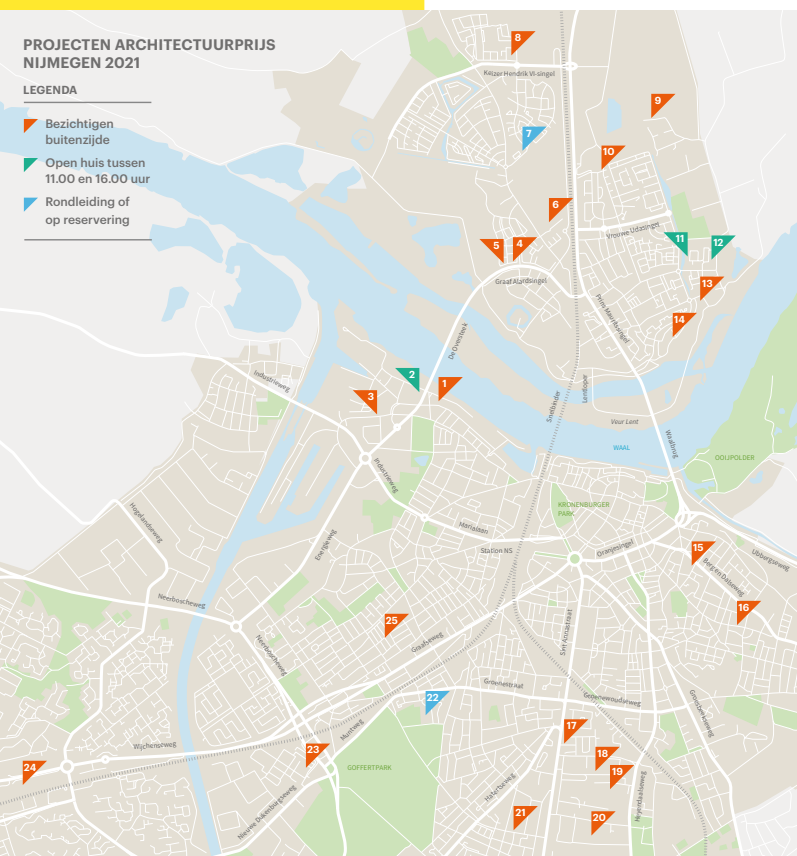 PROJECTEN ARCHITECTUURPRIJS
NIJMEGEN 2021
LEGENDA
Bezichtigen
buitenzijde
Open huis tussen
11.00 en 16.00 uur
Rondleiding of
op reservering
8
Keizer Hendrik VI-singel
9
7
10
6
Vrouwe Udasingel
11
12
5
4
13
Graaf Alardsingel
14
Prins Mauritssingel
De Oversteek
Industrieweg
2
1
3
Lentloper
Snelbinder
Veur Lent
Waalbrug
WAAL
OOIJPOLDER
Industrieweg
KRONENBURGER
PARK
Hogelandseweg
Marialaan
Energieweg
Station NS
Oranjesingel
15
Ubbergseweg
Berg en Dalseweg
Neerbosscheweg
16
25
Sint Annastraat
Graafseweg
Neerbosscheweg
Groenestraat
22
Groenewoudseweg
Groesbeekseweg
17
Muntweg
Wijchenseweg
23
18
24
GOFFERTPARK
19
Hatertseweg
Heyendaalseweg
21
20
Nieuwe Dukenburgseweg